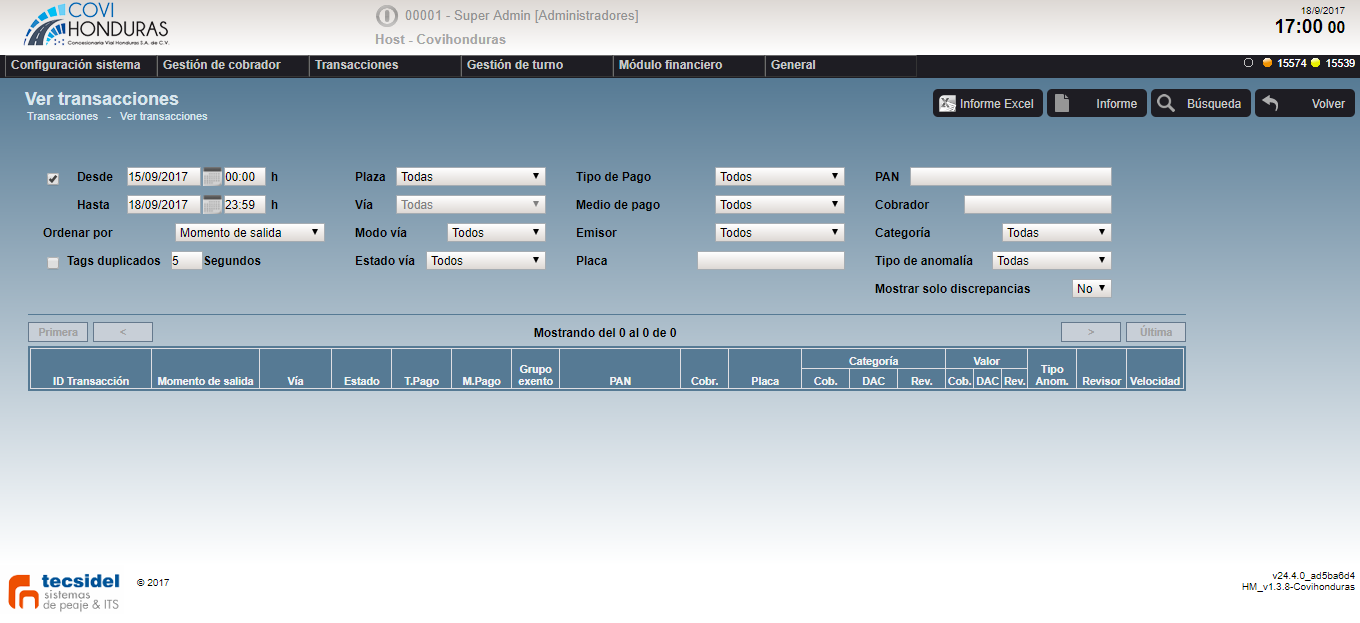 COVI
HONDURAS
Concesionaria Vial Honduras S.A. de C.V.
00001 - Super Admin [Administradores]
Host - Covihonduras
18/9/2017
17:00 00
Configuración sistema Gestión de cobrador Transacciones Gestión de turno Módulo financiero General 15574 15539
Ver transacciones
Transacciones - Ver transacciones
Informe Excel Informe Búsqueda Volver
Desde 15/09/2017 00:00 h Plaza Todas Tipo de Pago Todos PAN
Hasta 18/09/2017 23:59 h Vía Todas Medio de pago Todos Cobrador
Ordenar por Momento de salida Modo vía Todos Emisor Todos Categoría Todas
Tags duplicados 5 Segundos Estado vía Todos Placa Tipo de anomalía Todas
Mostrar solo discrepancias No
Primera < Mostrando del 0 al 0 de 0 > Última
Categoría Valor
ID Transacción Momento de salida Vía Estado T.Pago M.Pago Grupo exento PAN Cobr. Placa Cob. DAC Rev. Cob. DAC Rev. Tipo Anom. Revisor Velocidad
tecsidel
sistemas
de peaje & ITS
© 2017
v24.4.0_ad5ba6d4
HM_v1.3.8-Covihonduras